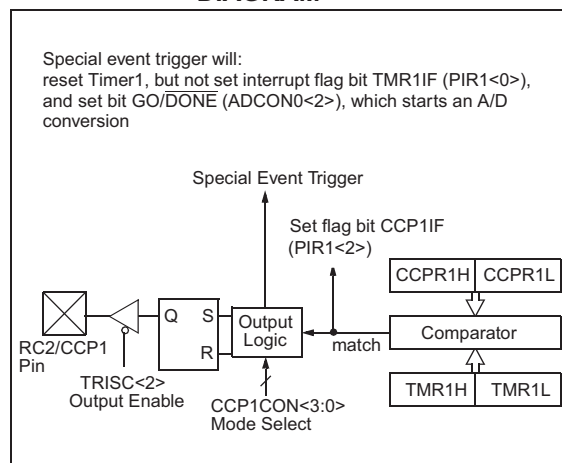 DIAGRAM
Special event trigger will:
reset Timer1, but not set interrupt flag bit TMR1IF (PIR1<0>),
and set bit GO/DONE (ADCON0<2>), which starts an A/D
conversion
Special Event Trigger
Set flag bit CCP1IF
(PIR1<2>)
CCPR1H CCPR1L
Q S
R
Output
Logic
match
Comparator
RC2/CCP1
Pin
TRISC<2>
Output Enable
CCP1CON<3:0>
Mode Select
TMR1H TMR1L